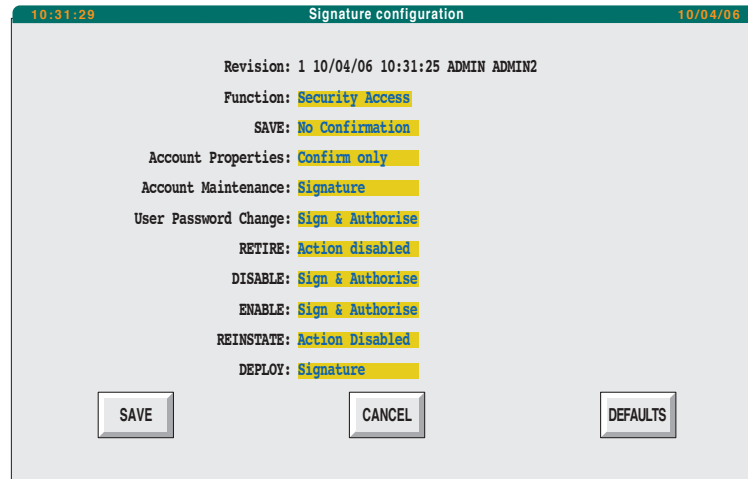 10:31:29 Signature configuration 10/04/06
Revision: 1 10/04/06 10:31:25 ADMIN ADMIN2
Function: Security Access
SAVE: No Confirmation
Account Properties: Confirm only
Account Maintenance: Signature
User Password Change: Sign & Authorise
RETIRE: Action disabled
DISABLE: Sign & Authorise
ENABLE: Sign & Authorise
REINSTATE: Action Disabled
DEPLOY: Signature
SAVE CANCEL DEFAULTS